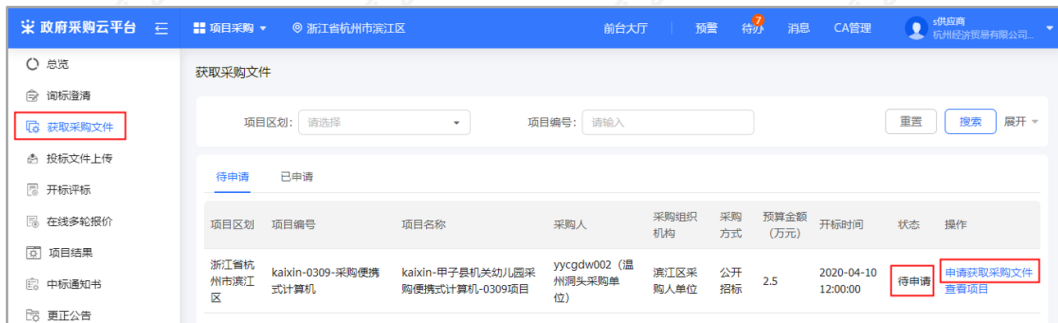 政府采购云平台
项目采购
浙江省杭州市滨江区
前台大厅
预警
待办
7
消息
CA管理
s供应商
杭州经济贸易有限公司...
总览
询标澄清
获取采购文件
投标文件上传
开标评标
在线多轮报价
项目结果
中标通知书
更正公告
获取采购文件
项目区划： 请选择
项目编号： 请输入
重置
搜索
展开
待申请
已申请
项目区划 项目编号 项目名称 采购人 采购组织机构 采购方式 预算金额（万元） 开标时间 状态 操作
浙江省杭州市滨江区
kaixin-0309-采购便携式计算机
kaixin-甲子县机关幼儿园采购便携式计算机-0309项目
yycgdw002（温州洞头采购单位）
滨江区采购人单位
公开招标
2.5
2020-04-10 12:00:00
待申请
申请获取采购文件
查看项目